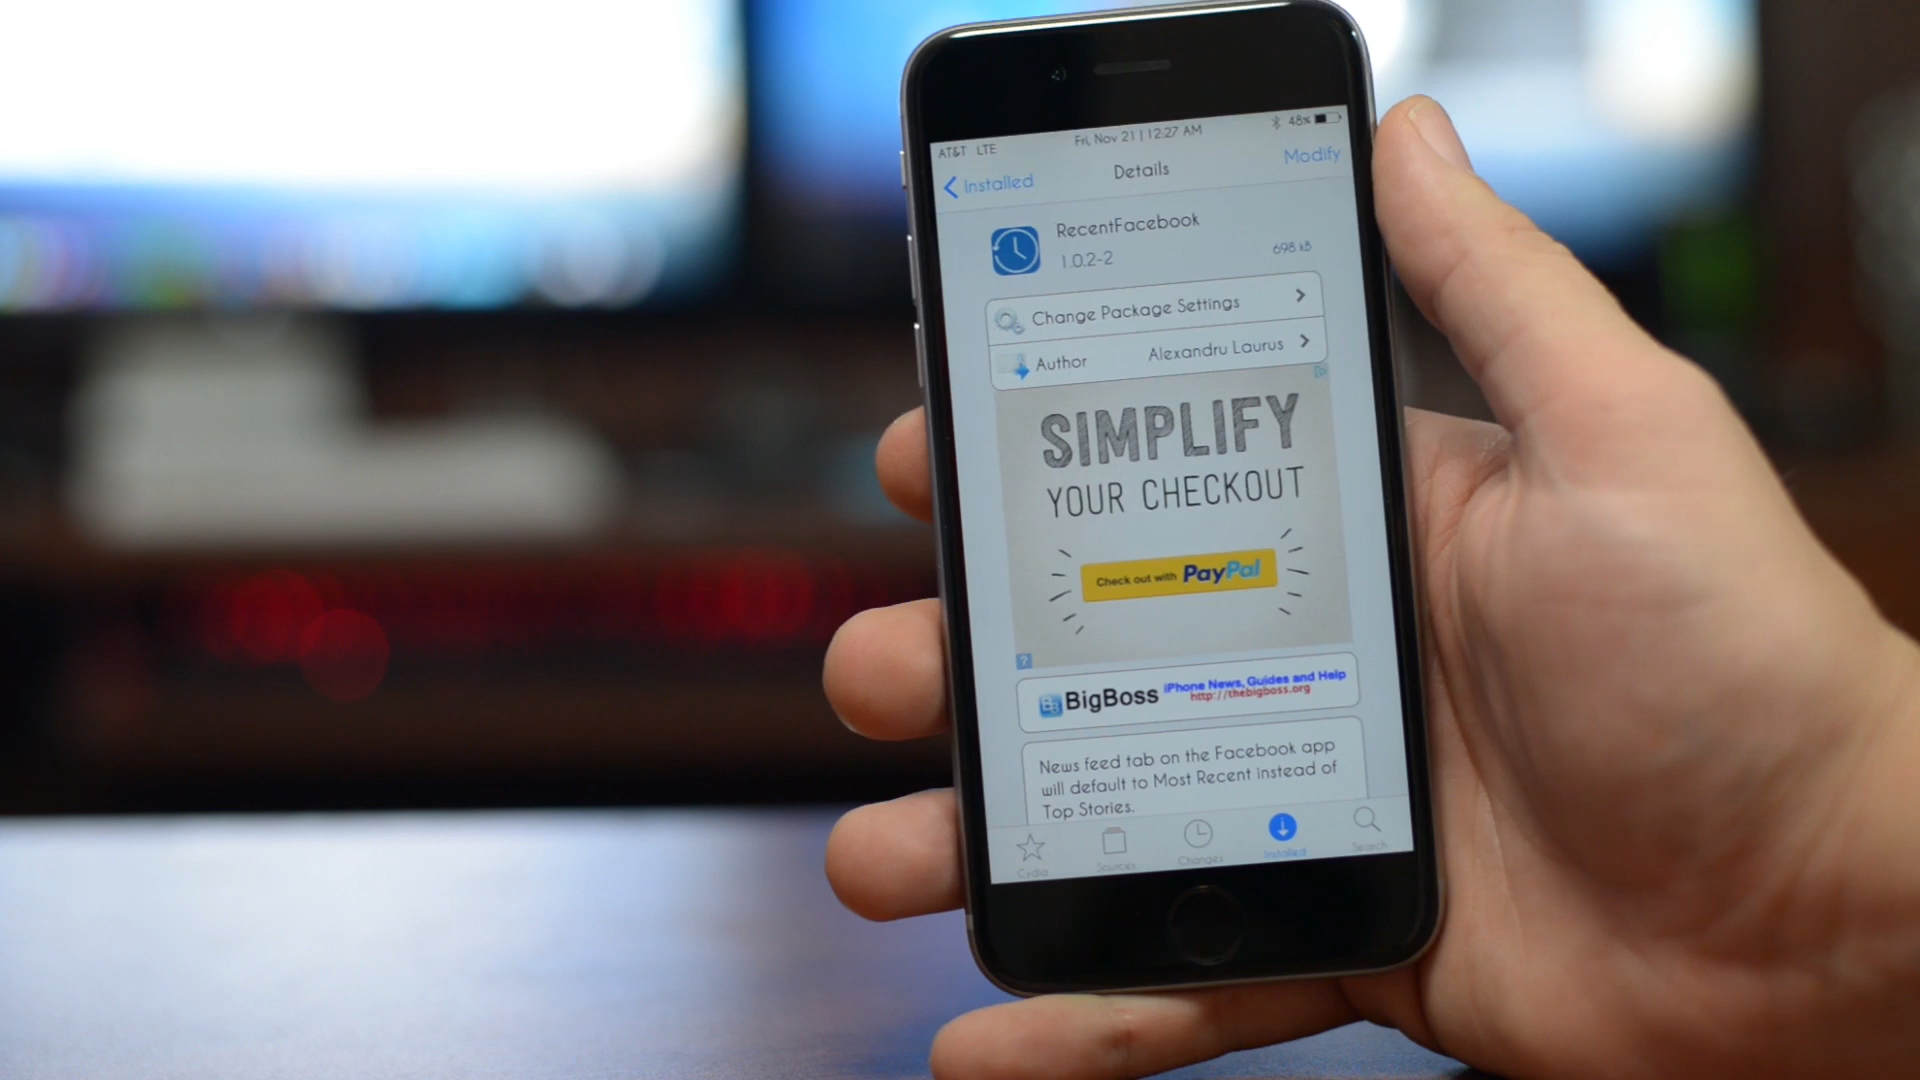 AT&T LTE
Fri, Nov 21 | 12:27 AM
48%
Installed
Details
Modify
RecentFacebook
1.0.2-2
698 kB
Change Package Settings
Author
Alexandru Laurus
SIMPLIFY
YOUR CHECKOUT
Check out with PayPal
BigBoss
iPhone News, Guides and Help
http://thebigboss.org
News feed tab on the Facebook app
will default to Most Recent instead of
Top Stories.
Cydia
Sources
Changes
Installed
Search